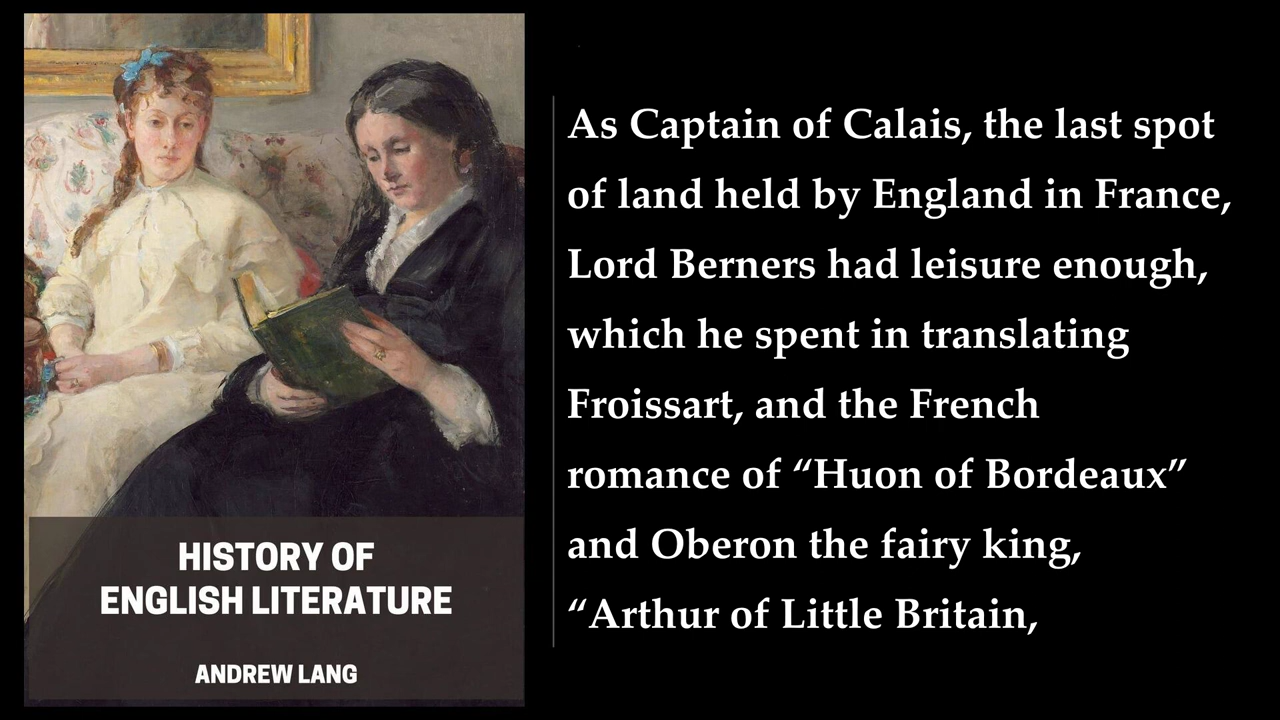 HISTORY OF
ENGLISH LITERATURE
ANDREW LANG
As Captain of Calais, the last spot
of land held by England in France,
Lord Berners had leisure enough,
which he spent in translating
Froissart, and the French
romance of “Huon of Bordeaux”
and Oberon the fairy king,
“Arthur of Little Britain,